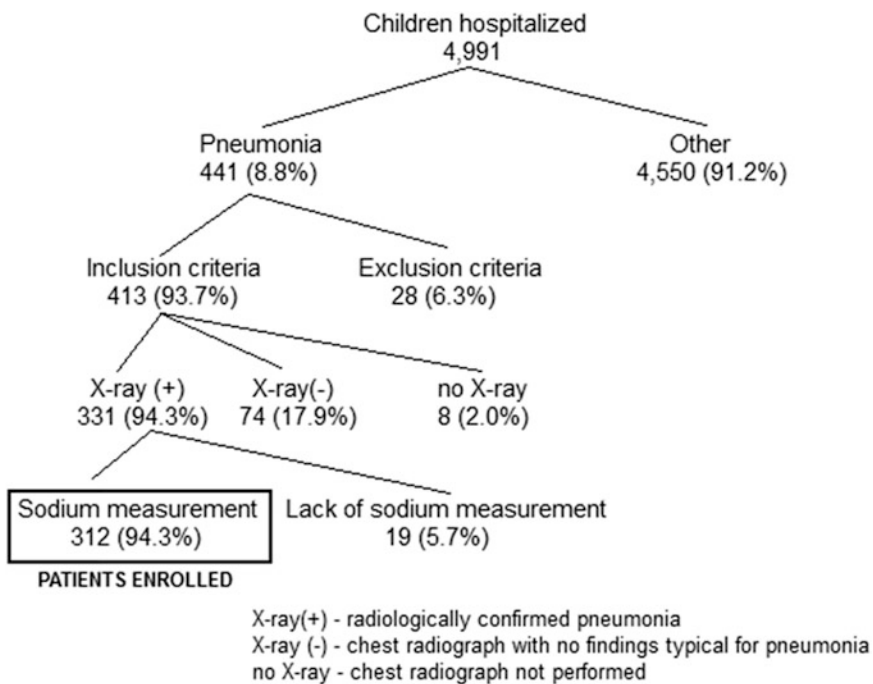 Children hospitalized
4,991
Pneumonia
441 (8.8%)
Other
4,550 (91.2%)
Inclusion criteria
413 (93.7%)
Exclusion criteria
28 (6.3%)
X-ray (+)
331 (94.3%)
X-ray(-)
74 (17.9%)
no X-ray
8 (2.0%)
Sodium measurement
312 (94.3%)
Lack of sodium measurement
19 (5.7%)
PATIENTS ENROLLED
X-ray(+) - radiologically confirmed pneumonia
X-ray (-) - chest radiograph with no findings typical for pneumonia
no X-ray - chest radiograph not performed